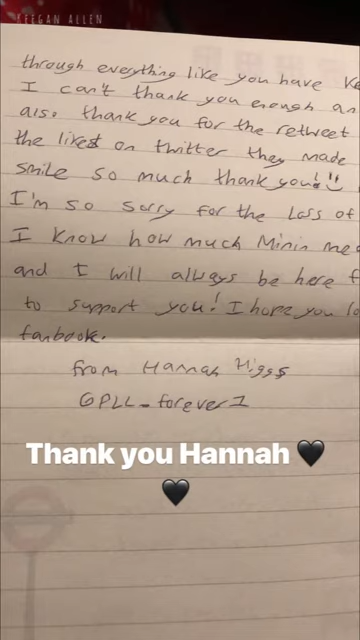 KEEGAN ALLEN
through everything like you have Ke
I can't thank you enough an
also thank you for the retweet
the likes on twitter they made
smile so much thank you!
I'm so sorry for the loss of
I know how much Minin me
and I will always be here f
to support you! I hope you lo
fanbook.
from Hannah Higgs
@PLL_forever1
Thank you Hannah 🖤
🖤